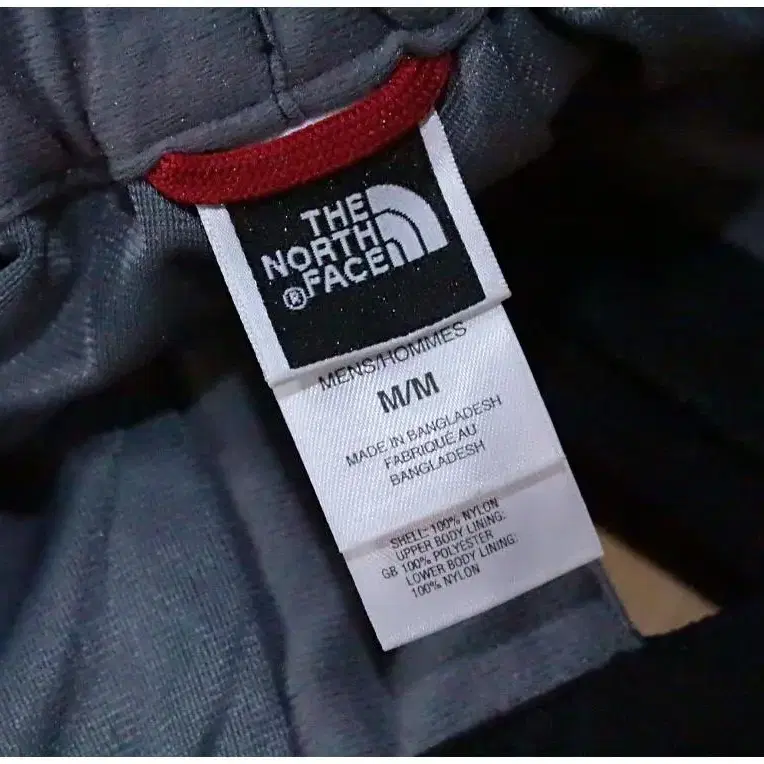 THE
NORTH
FACE
®
MENS/HOMMES
M/M
MADE IN BANGLADESH
FABRIQUÉ AU
BANGLADESH
SHELL: 100% NYLON
UPPER BODY LINING:
GB 100% POLYESTER
LOWER BODY LINING:
100% NYLON